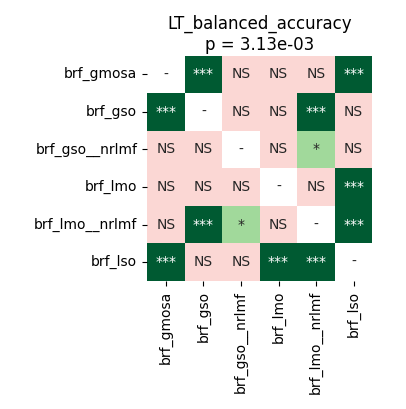 LT_balanced_accuracy
p = 3.13e-03
brf_gmosa - *** NS NS NS ***
brf_gso *** - NS NS *** NS
brf_gso__nrlmf NS NS - NS * NS
brf_lmo NS NS NS - NS ***
brf_lmo__nrlmf NS *** * NS - ***
brf_lso *** NS NS *** *** -
brf_gmosa
brf_gso
brf_gso__nrlmf
brf_lmo
brf_lmo__nrlmf
brf_lso